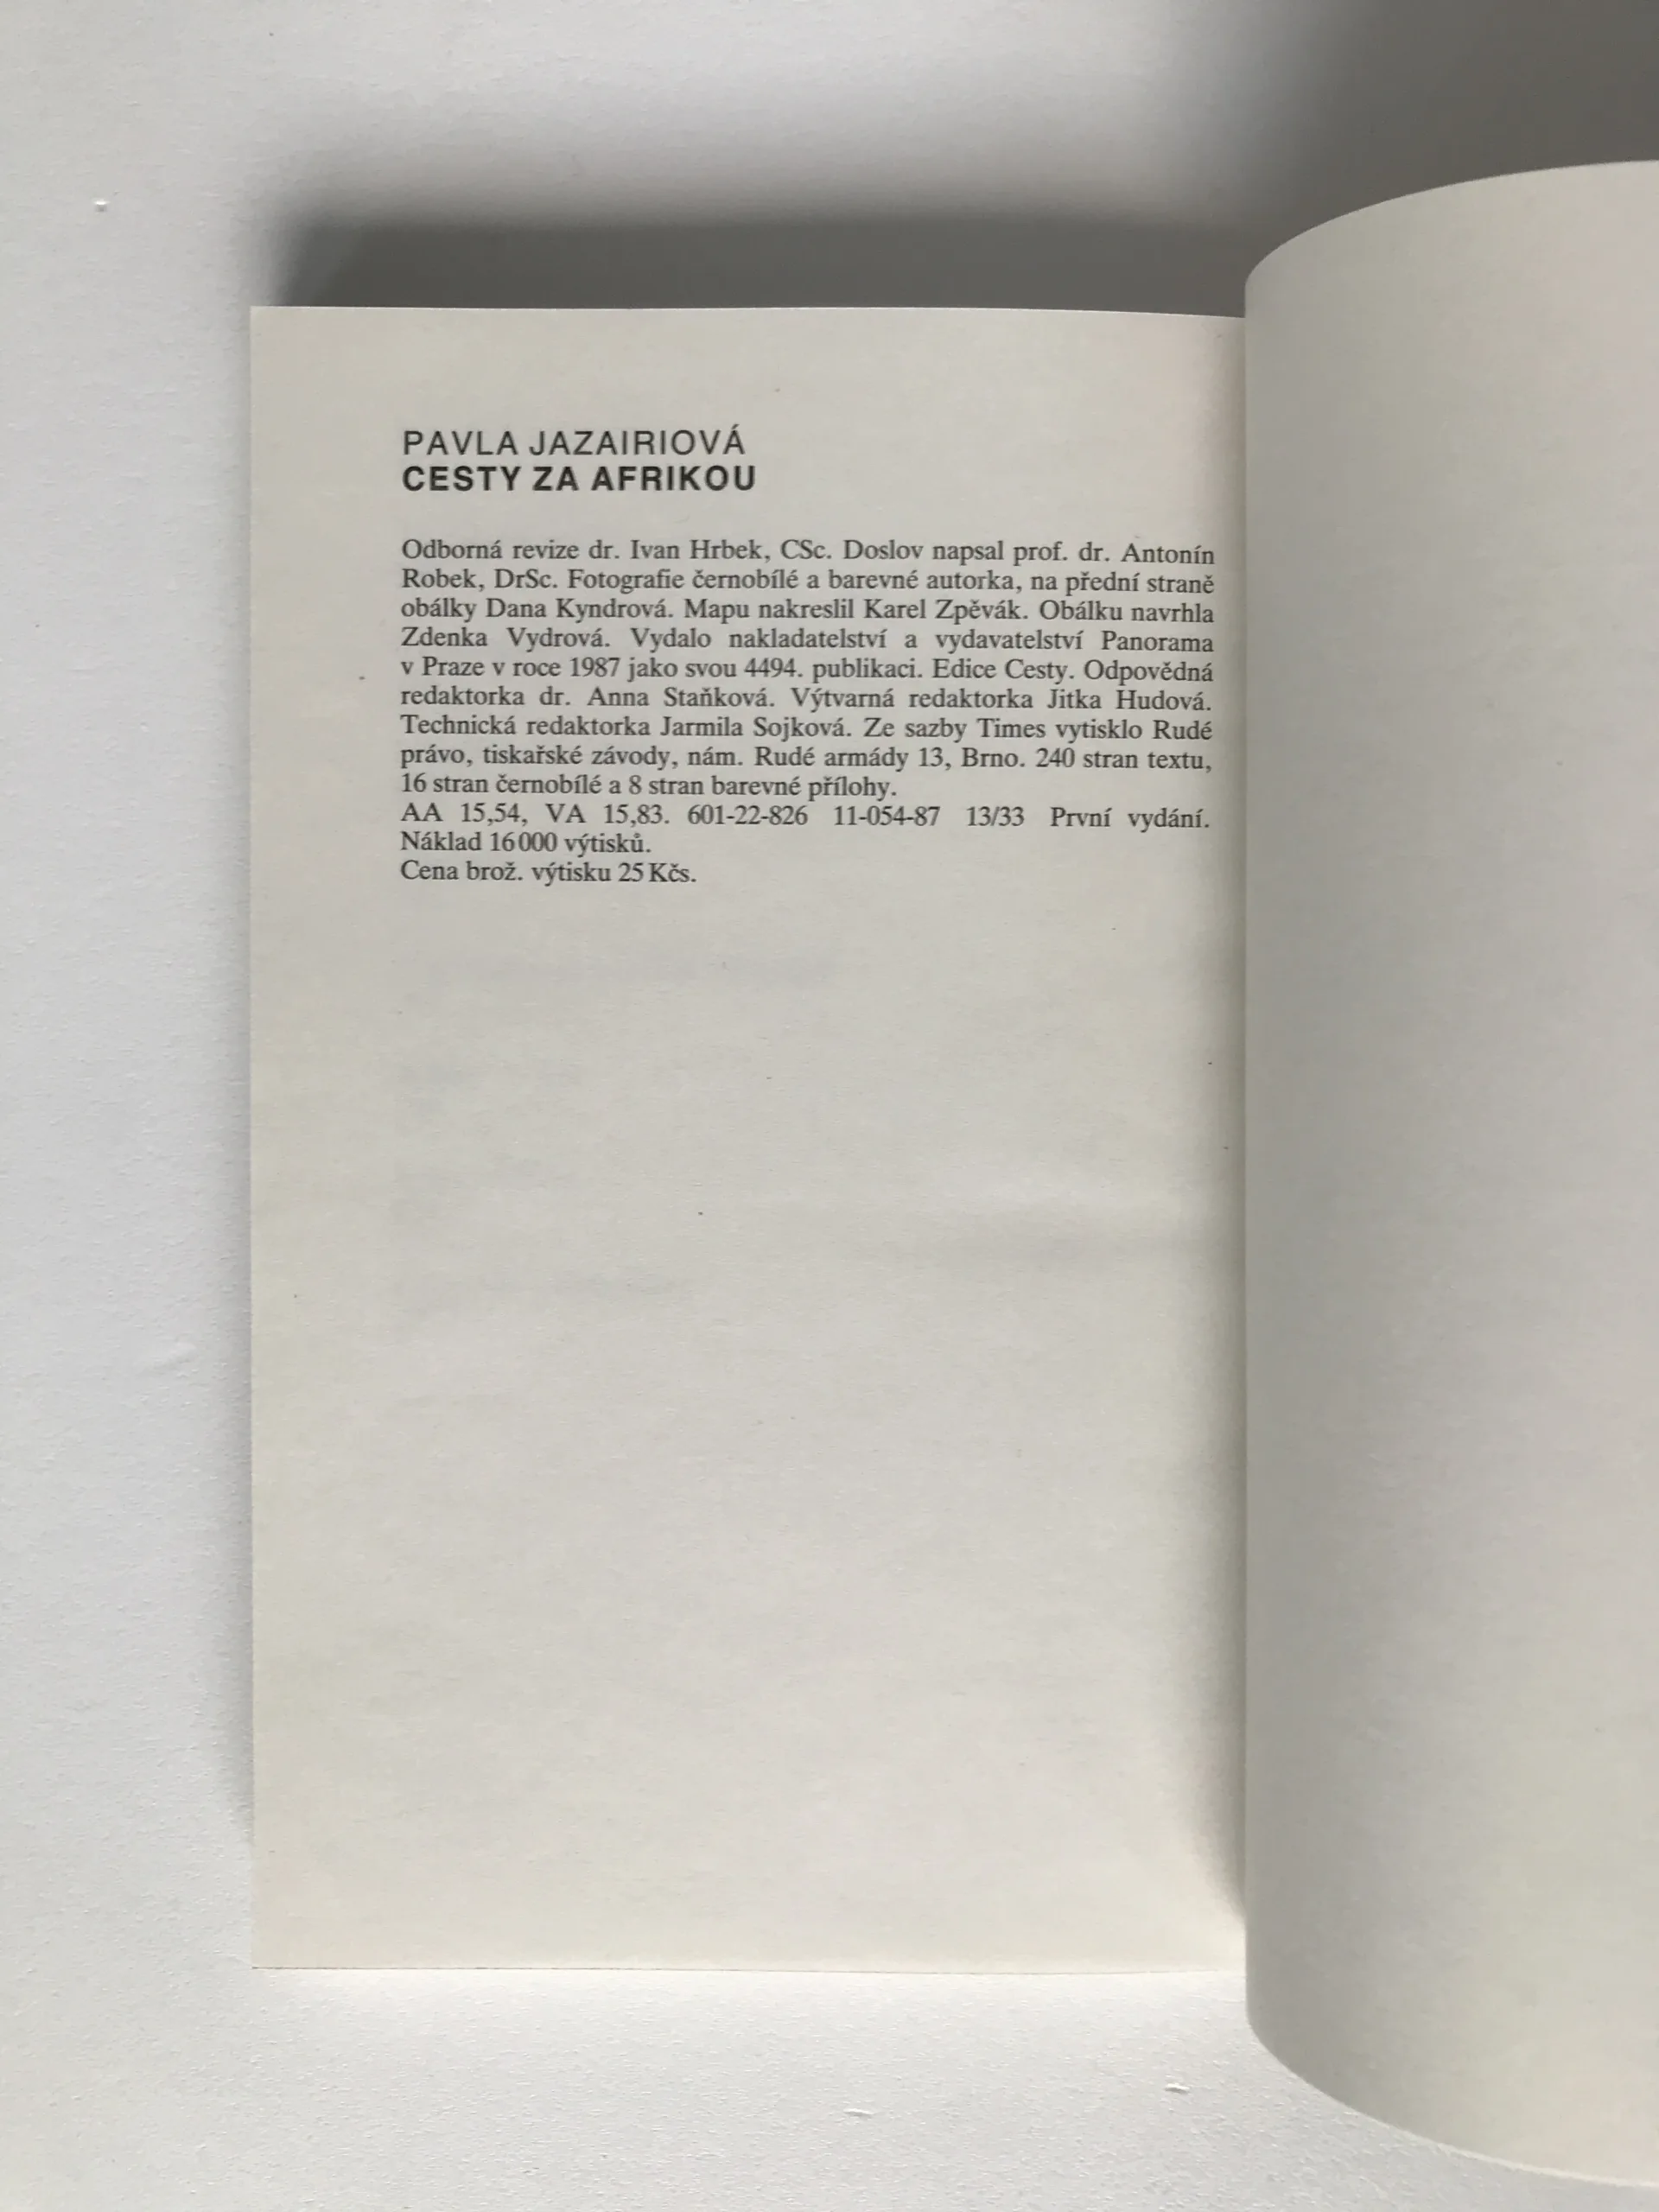 PAVLA JAZAIRIOVÁ
CESTY ZA AFRIKOU
Odborná revize dr. Ivan Hrbek, CSc. Doslov napsal prof. dr. Antonín
Robek, DrSc. Fotografie černobílé a barevné autorka, na přední straně
obálky Dana Kyndrová. Mapu nakreslil Karel Zpěvák. Obálku navrhla
Zdenka Vydrová. Vydalo nakladatelství a vydavatelství Panorama
v Praze v roce 1987 jako svou 4494. publikaci. Edice Cesty. Odpovědná
redaktorka dr. Anna Staňková. Výtvarná redaktorka Jitka Hudová.
Technická redaktorka Jarmila Sojková. Ze sazby Times vytisklo Rudé
právo, tiskařské závody, nám. Rudé armády 13, Brno. 240 stran textu,
16 stran černobílé a 8 stran barevné přílohy.
AA 15,54, VA 15,83. 601-22-826 11-054-87 13/33 První vydání.
Náklad 16 000 výtisků.
Cena brož. výtisku 25 Kčs.